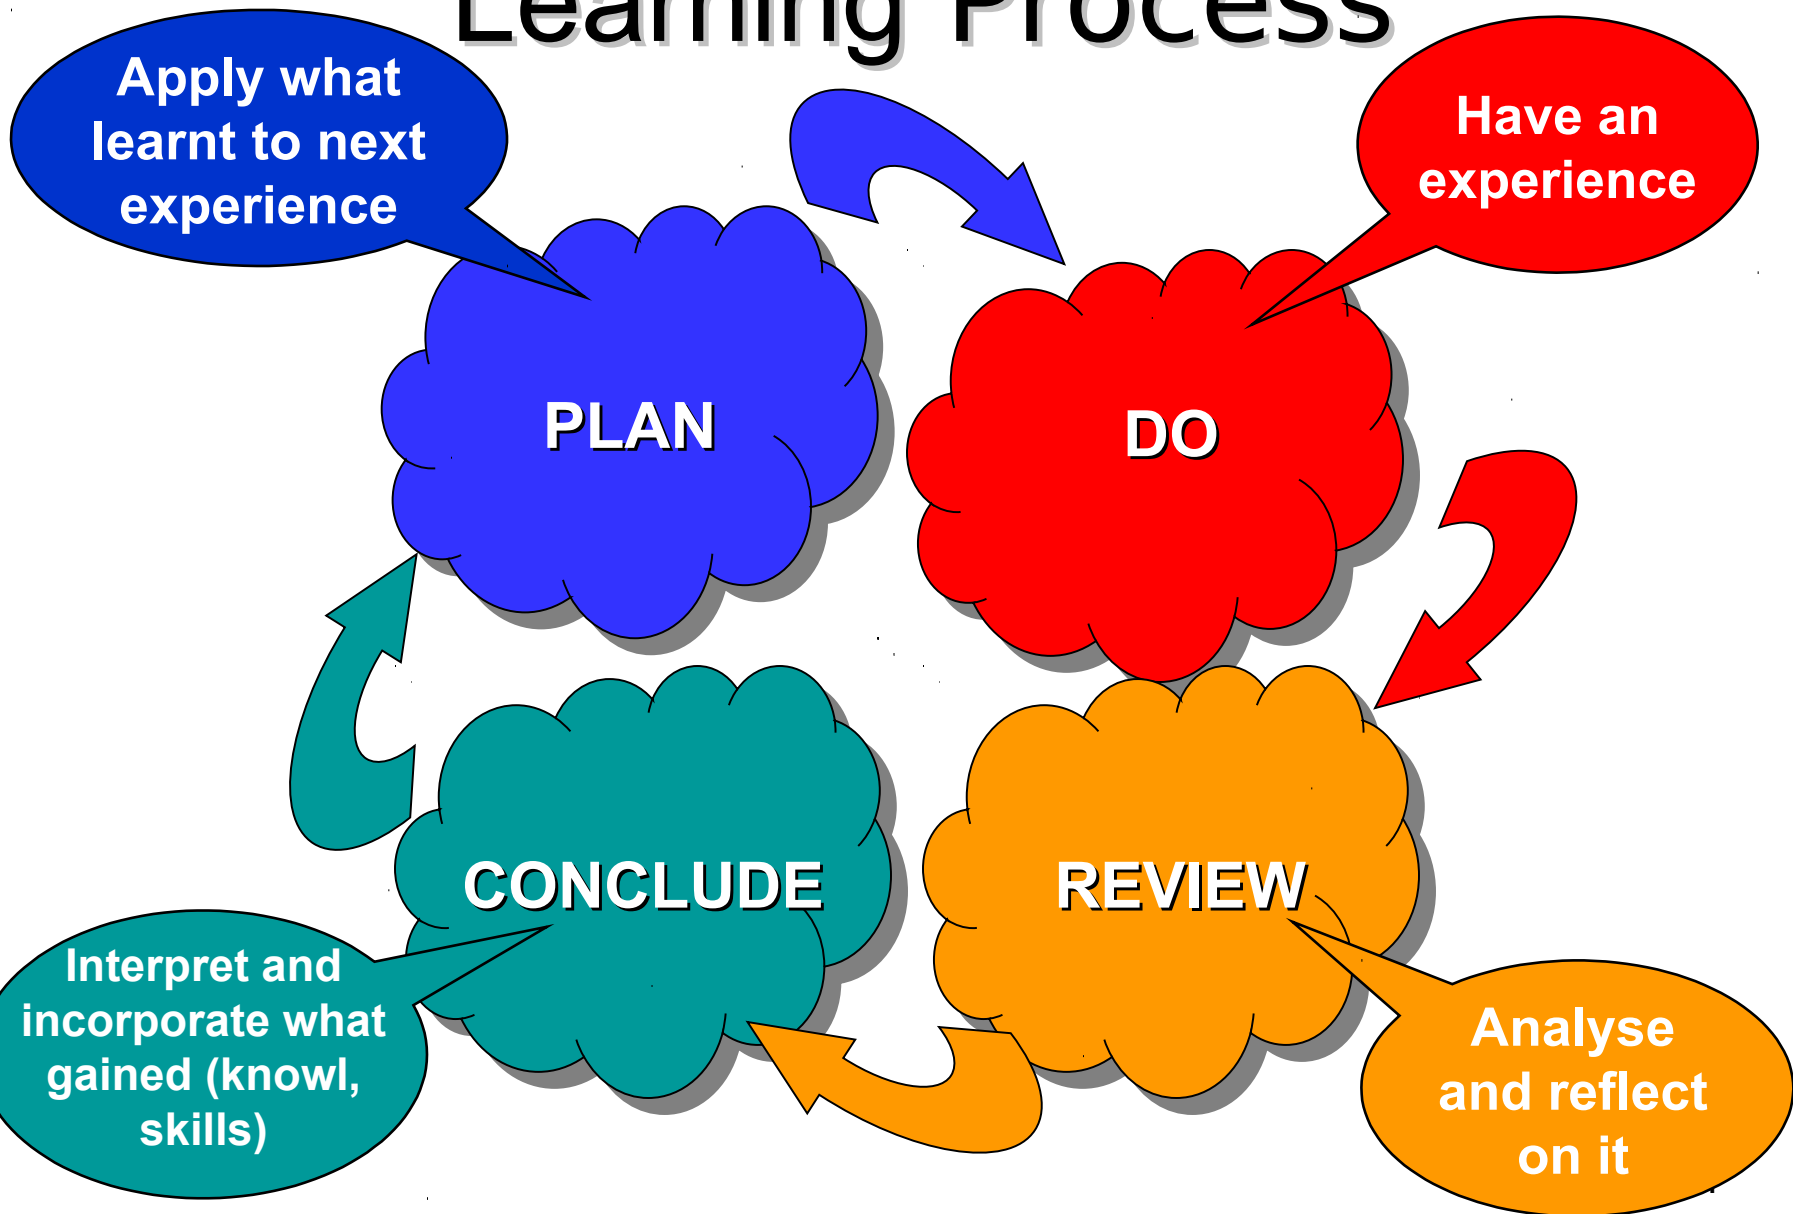 Learning Process
Apply what
learnt to next
experience
Have an
experience
PLAN
DO
CONCLUDE
REVIEW
Interpret and
incorporate what
gained (knowl,
skills)
Analyse
and reflect
on it